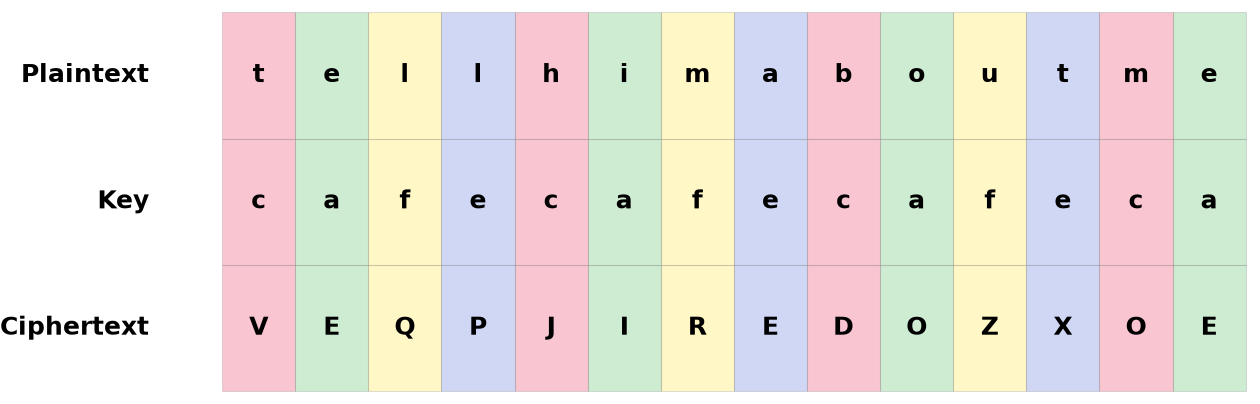 Plaintext t e l l h i m a b o u t m e
Key c a f e c a f e c a f e c a
Ciphertext V E Q P J I R E D O Z X O E